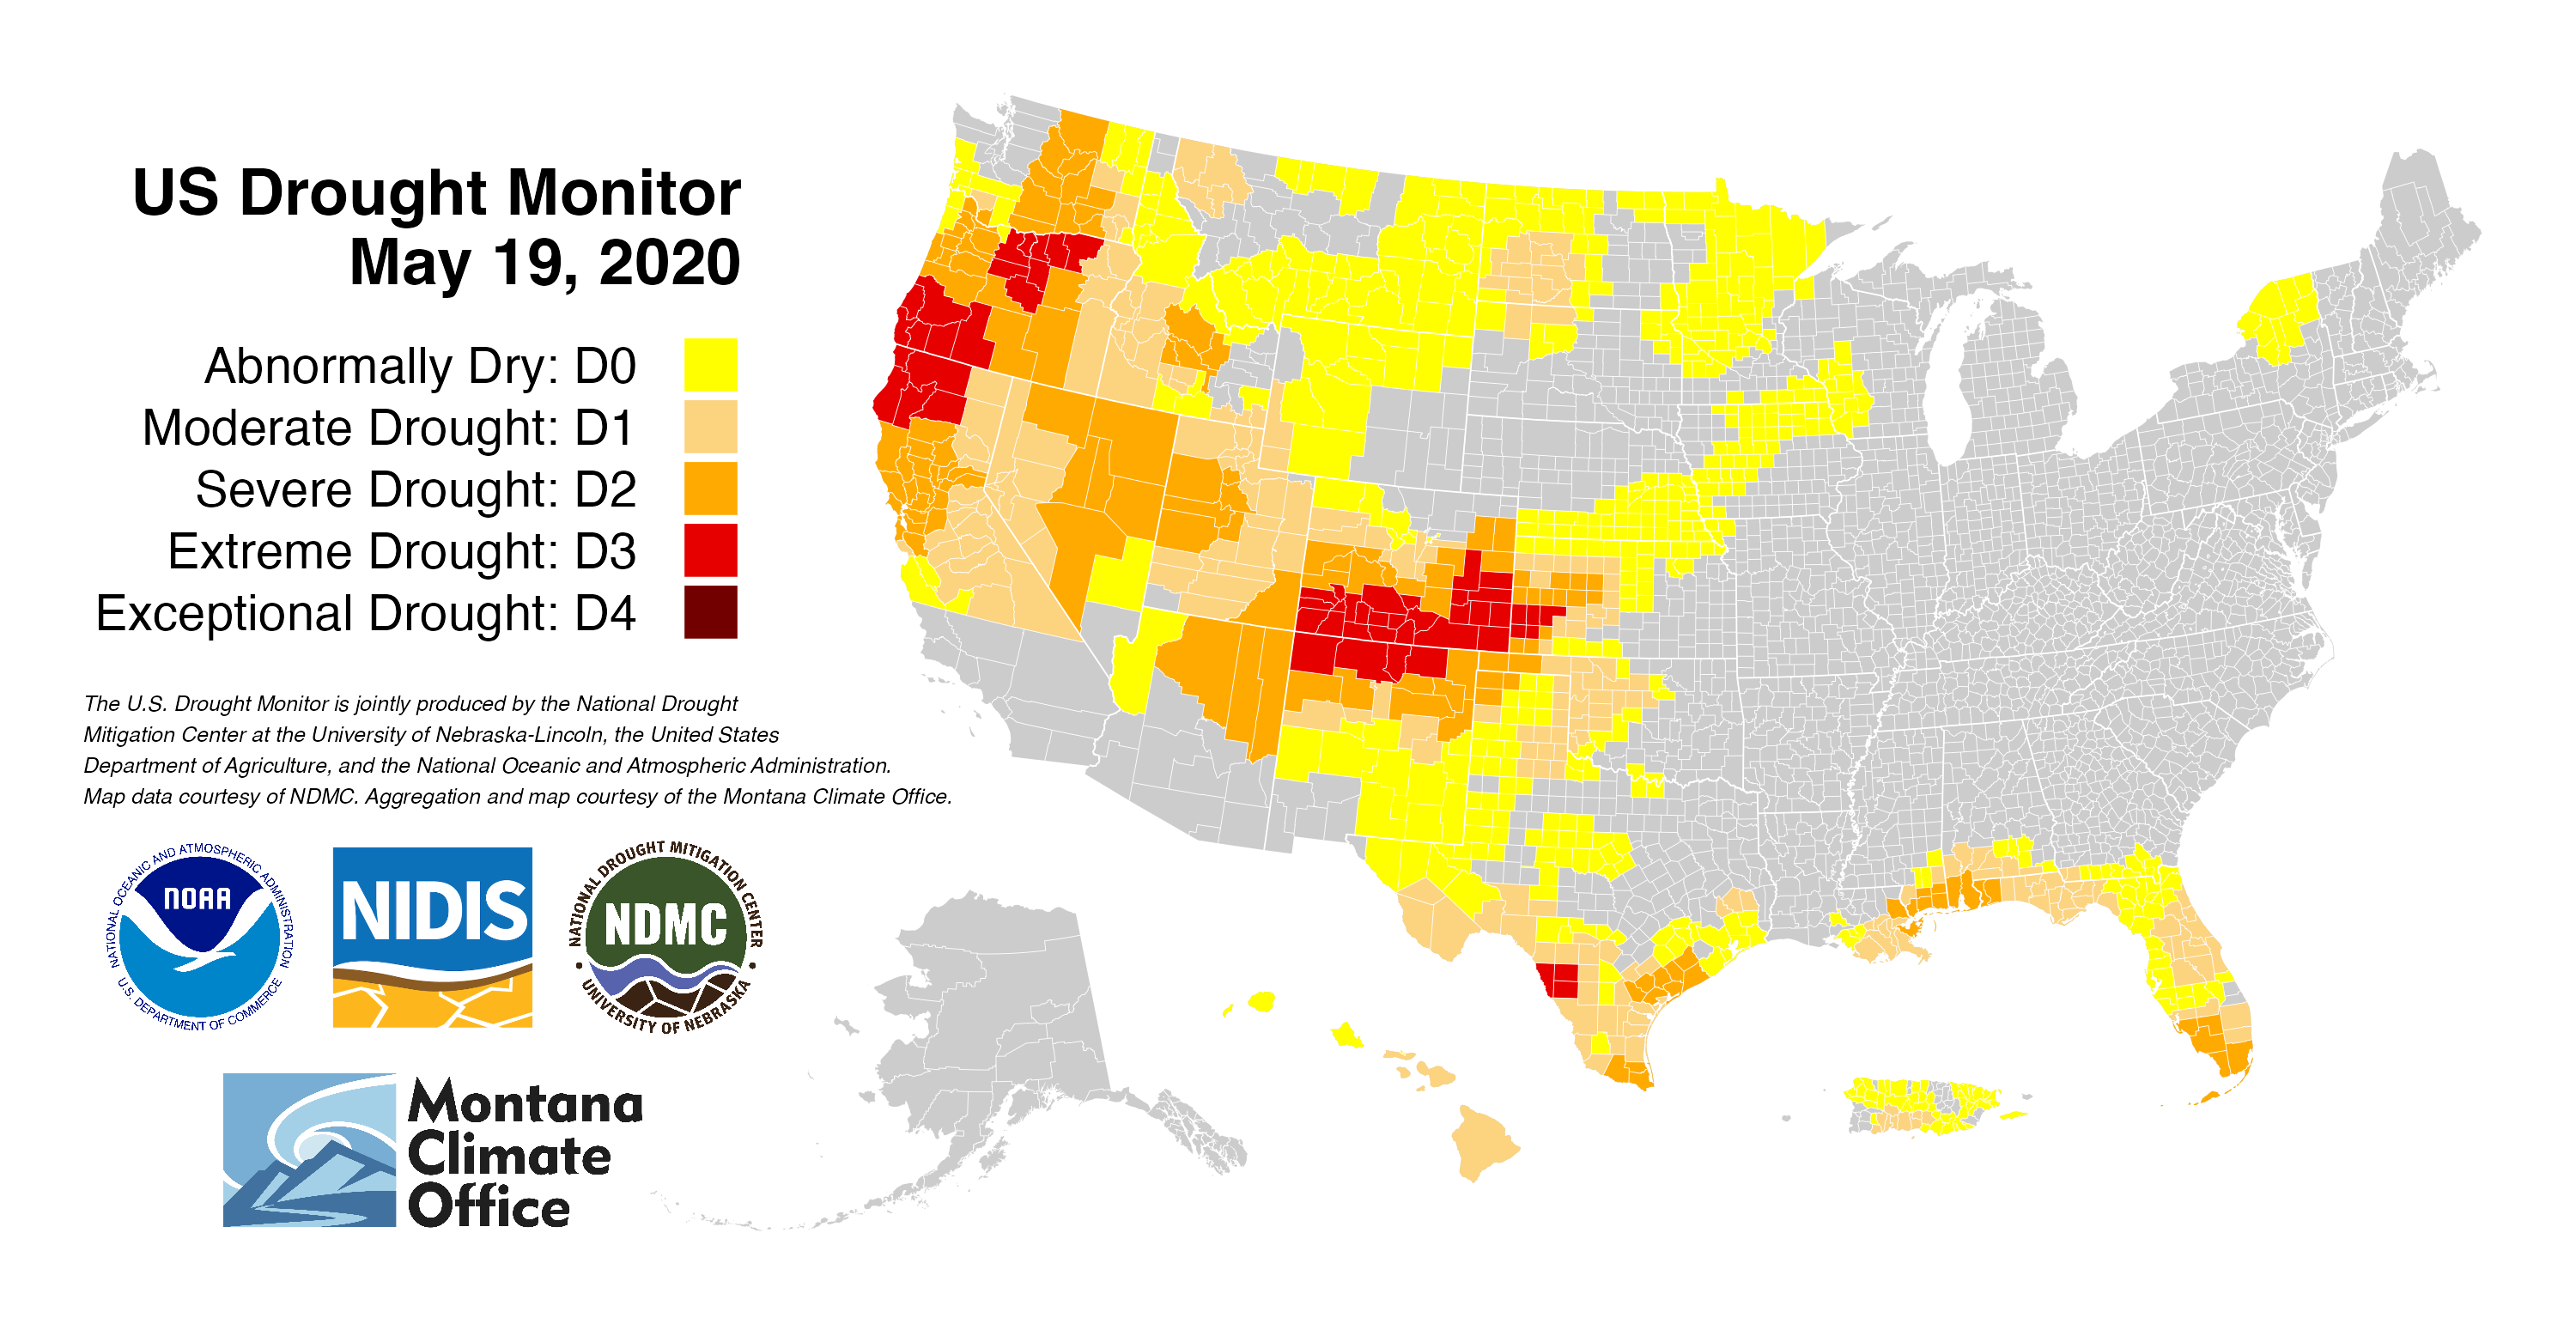 US Drought Monitor
May 19, 2020
Abnormally Dry: D0
Moderate Drought: D1
Severe Drought: D2
Extreme Drought: D3
Exceptional Drought: D4
The U.S. Drought Monitor is jointly produced by the National Drought
Mitigation Center at the University of Nebraska-Lincoln, the United States
Department of Agriculture, and the National Oceanic and Atmospheric Administration.
Map data courtesy of NDMC. Aggregation and map courtesy of the Montana Climate Office.
NATIONAL OCEANIC AND ATMOSPHERIC ADMINISTRATION
NOAA
U.S. DEPARTMENT OF COMMERCE
NIDIS
NATIONAL DROUGHT MITIGATION CENTER
NDMC
UNIVERSITY OF NEBRASKA
Montana
Climate
Office